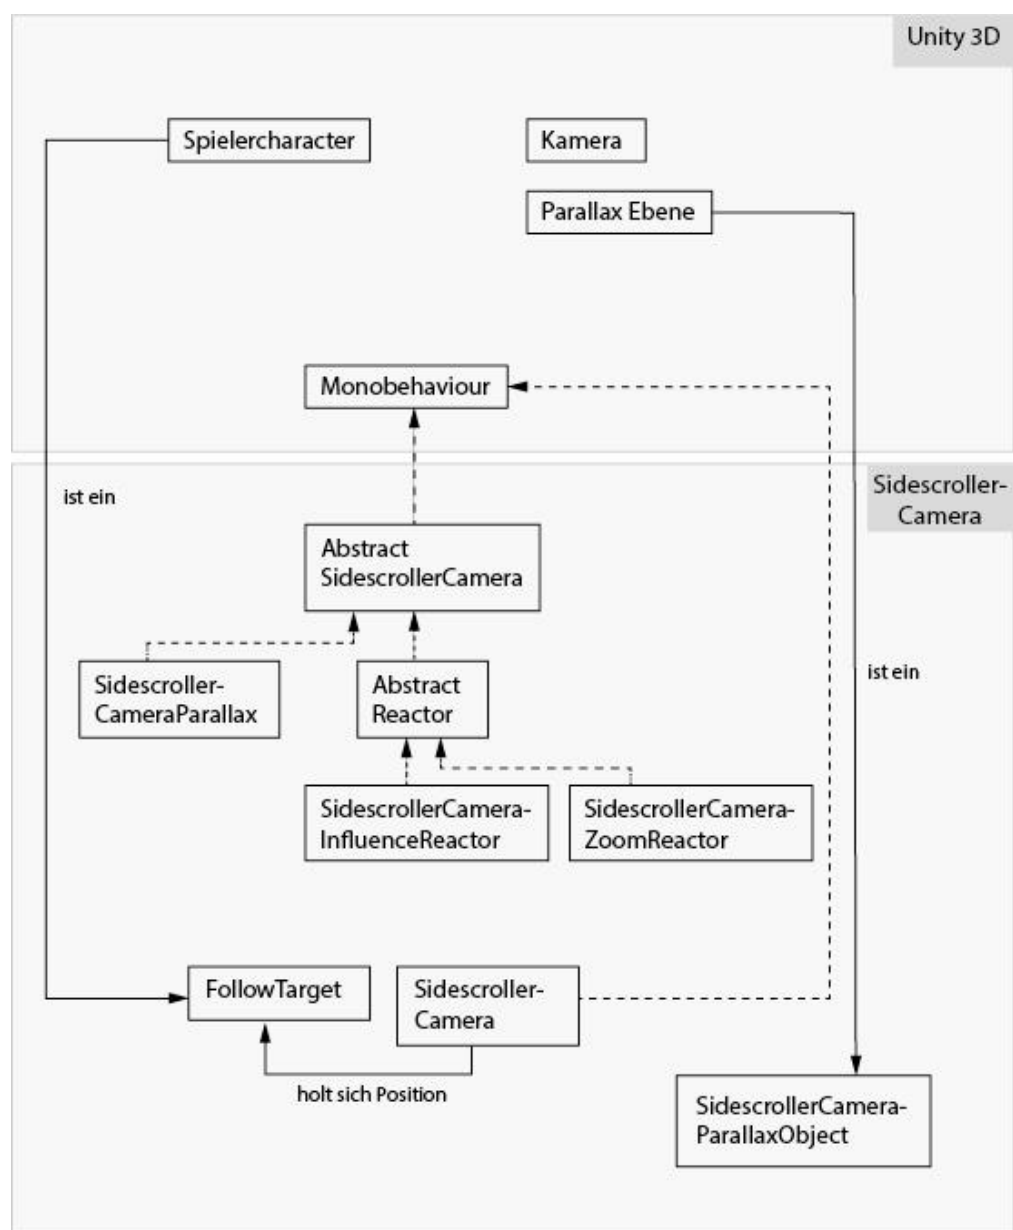 Unity 3D
Spielercharacter
Kamera
Parallax Ebene
Monobehaviour
ist ein
Sidescroller-
Camera
Abstract
SidescrollerCamera
Sidescroller-
CameraParallax
Abstract
Reactor
ist ein
SidescrollerCamera-
InfluenceReactor
SidescrollerCamera-
ZoomReactor
FollowTarget
Sidescroller-
Camera
holt sich Position
SidescrollerCamera-
ParallaxObject